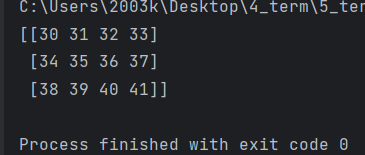 C:\Users\2003k\Desktop\4_term\5_ter
[[30 31 32 33]
 [34 35 36 37]
 [38 39 40 41]]
Process finished with exit code 0